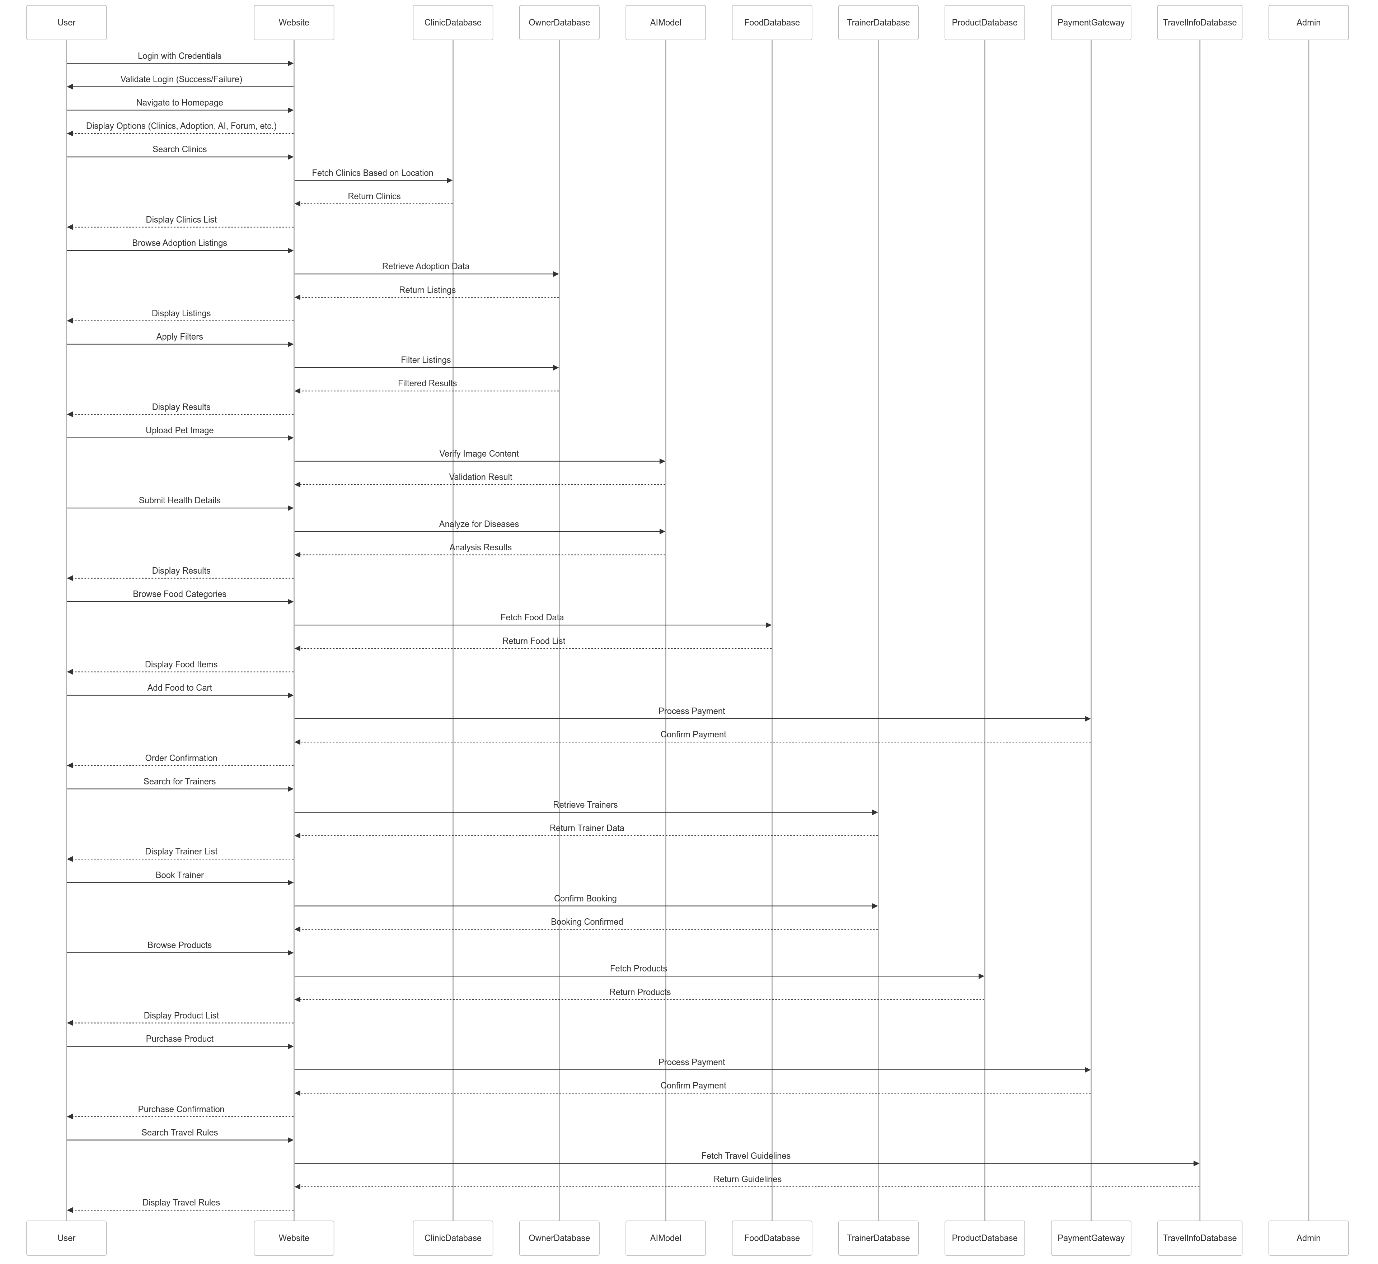 User
Website
ClinicDatabase
OwnerDatabase
AIModel
FoodDatabase
TrainerDatabase
ProductDatabase
PaymentGateway
TravelInfoDatabase
Admin
Login with Credentials
Validate Login (Success/Failure)
Navigate to Homepage
Display Options (Clinics, Adoption, AI, Forum, etc.)
Search Clinics
Fetch Clinics Based on Location
Return Clinics
Display Clinics List
Browse Adoption Listings
Retrieve Adoption Data
Return Listings
Display Listings
Apply Filters
Filter Listings
Filtered Results
Display Results
Upload Pet Image
Verify Image Content
Validation Result
Submit Health Details
Analyze for Diseases
Analysis Results
Display Results
Browse Food Categories
Fetch Food Data
Return Food List
Display Food Items
Add Food to Cart
Process Payment
Confirm Payment
Order Confirmation
Search for Trainers
Retrieve Trainers
Return Trainer Data
Display Trainer List
Book Trainer
Confirm Booking
Booking Confirmed
Browse Products
Fetch Products
Return Products
Display Product List
Purchase Product
Process Payment
Confirm Payment
Purchase Confirmation
Search Travel Rules
Fetch Travel Guidelines
Return Guidelines
Display Travel Rules
User
Website
ClinicDatabase
OwnerDatabase
AIModel
FoodDatabase
TrainerDatabase
ProductDatabase
PaymentGateway
TravelInfoDatabase
Admin